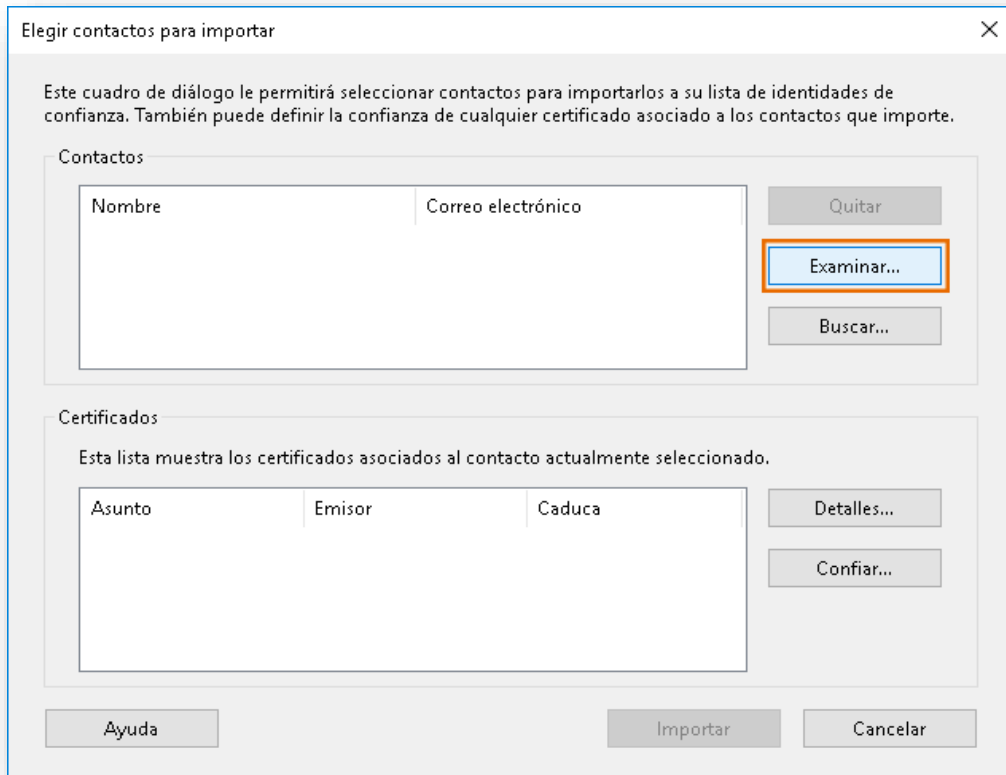 Elegir contactos para importar
Este cuadro de diálogo le permitirá seleccionar contactos para importarlos a su lista de identidades de
confianza. También puede definir la confianza de cualquier certificado asociado a los contactos que importe.
Contactos
Nombre Correo electrónico
Quitar
Examinar...
Buscar...
Certificados
Esta lista muestra los certificados asociados al contacto actualmente seleccionado.
Asunto Emisor Caduca
Detalles...
Confiar...
Ayuda Importar Cancelar